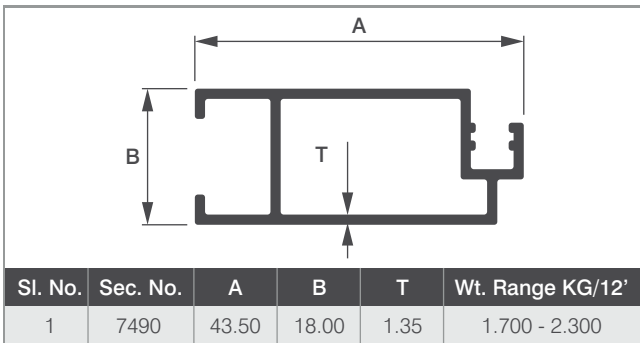 A
B
T
Sl. No. Sec. No. A B T Wt. Range KG/12’
1 7490 43.50 18.00 1.35 1.700 - 2.300